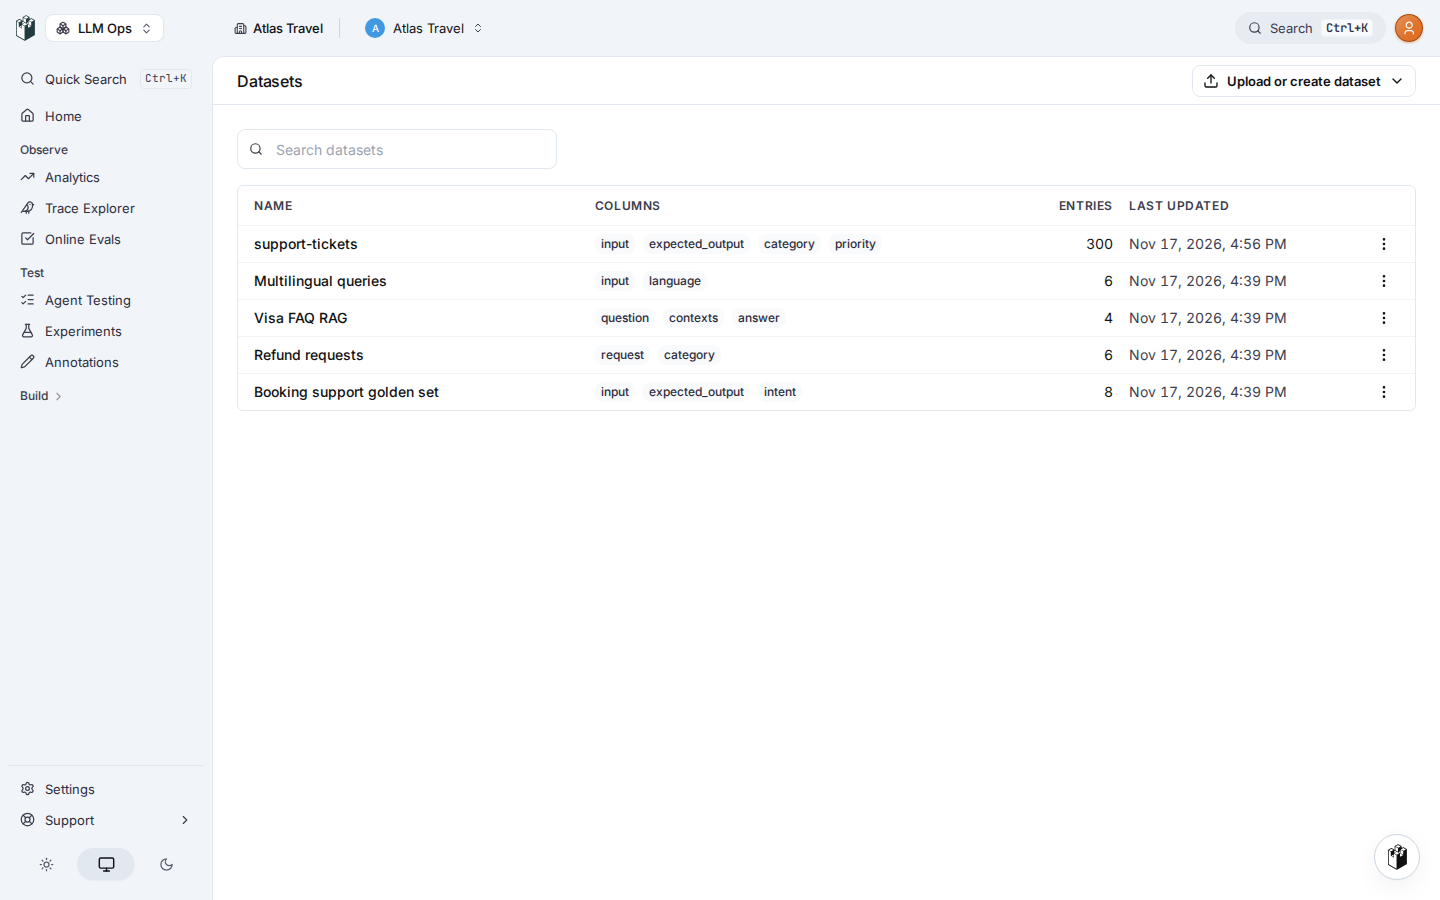 LLM Ops
Atlas Travel
A Atlas Travel
Search Ctrl+K
Quick Search Ctrl+K
Home
Observe
Analytics
Trace Explorer
Online Evals
Test
Agent Testing
Experiments
Annotations
Build
Settings
Support
Datasets
Upload or create dataset
Search datasets
NAME COLUMNS ENTRIES LAST UPDATED
support-tickets input expected_output category priority 300 Nov 17, 2026, 4:56 PM
Multilingual queries input language 6 Nov 17, 2026, 4:39 PM
Visa FAQ RAG question contexts answer 4 Nov 17, 2026, 4:39 PM
Refund requests request category 6 Nov 17, 2026, 4:39 PM
Booking support golden set input expected_output intent 8 Nov 17, 2026, 4:39 PM